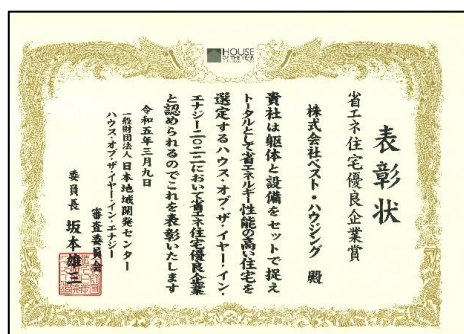 HOUSE
OF THE YEAR
表彰状
省エネ住宅優良企業賞
株式会社ベスト・ハウジング 殿
貴社は躯体と設備をセットで捉え
トータルとして省エネルギー性能の高い住宅を
選定するハウス・オブ・ザ・イヤー・イン・
エナジー二〇二二において省エネ住宅優良企業
と認められるのでこれを表彰いたします
令和五年三月九日
一般財団法人 日本地域開発センター
ハウス・オブ・ザ・イヤー・イン・エナジー
審査委員会
委員長 坂本雄三